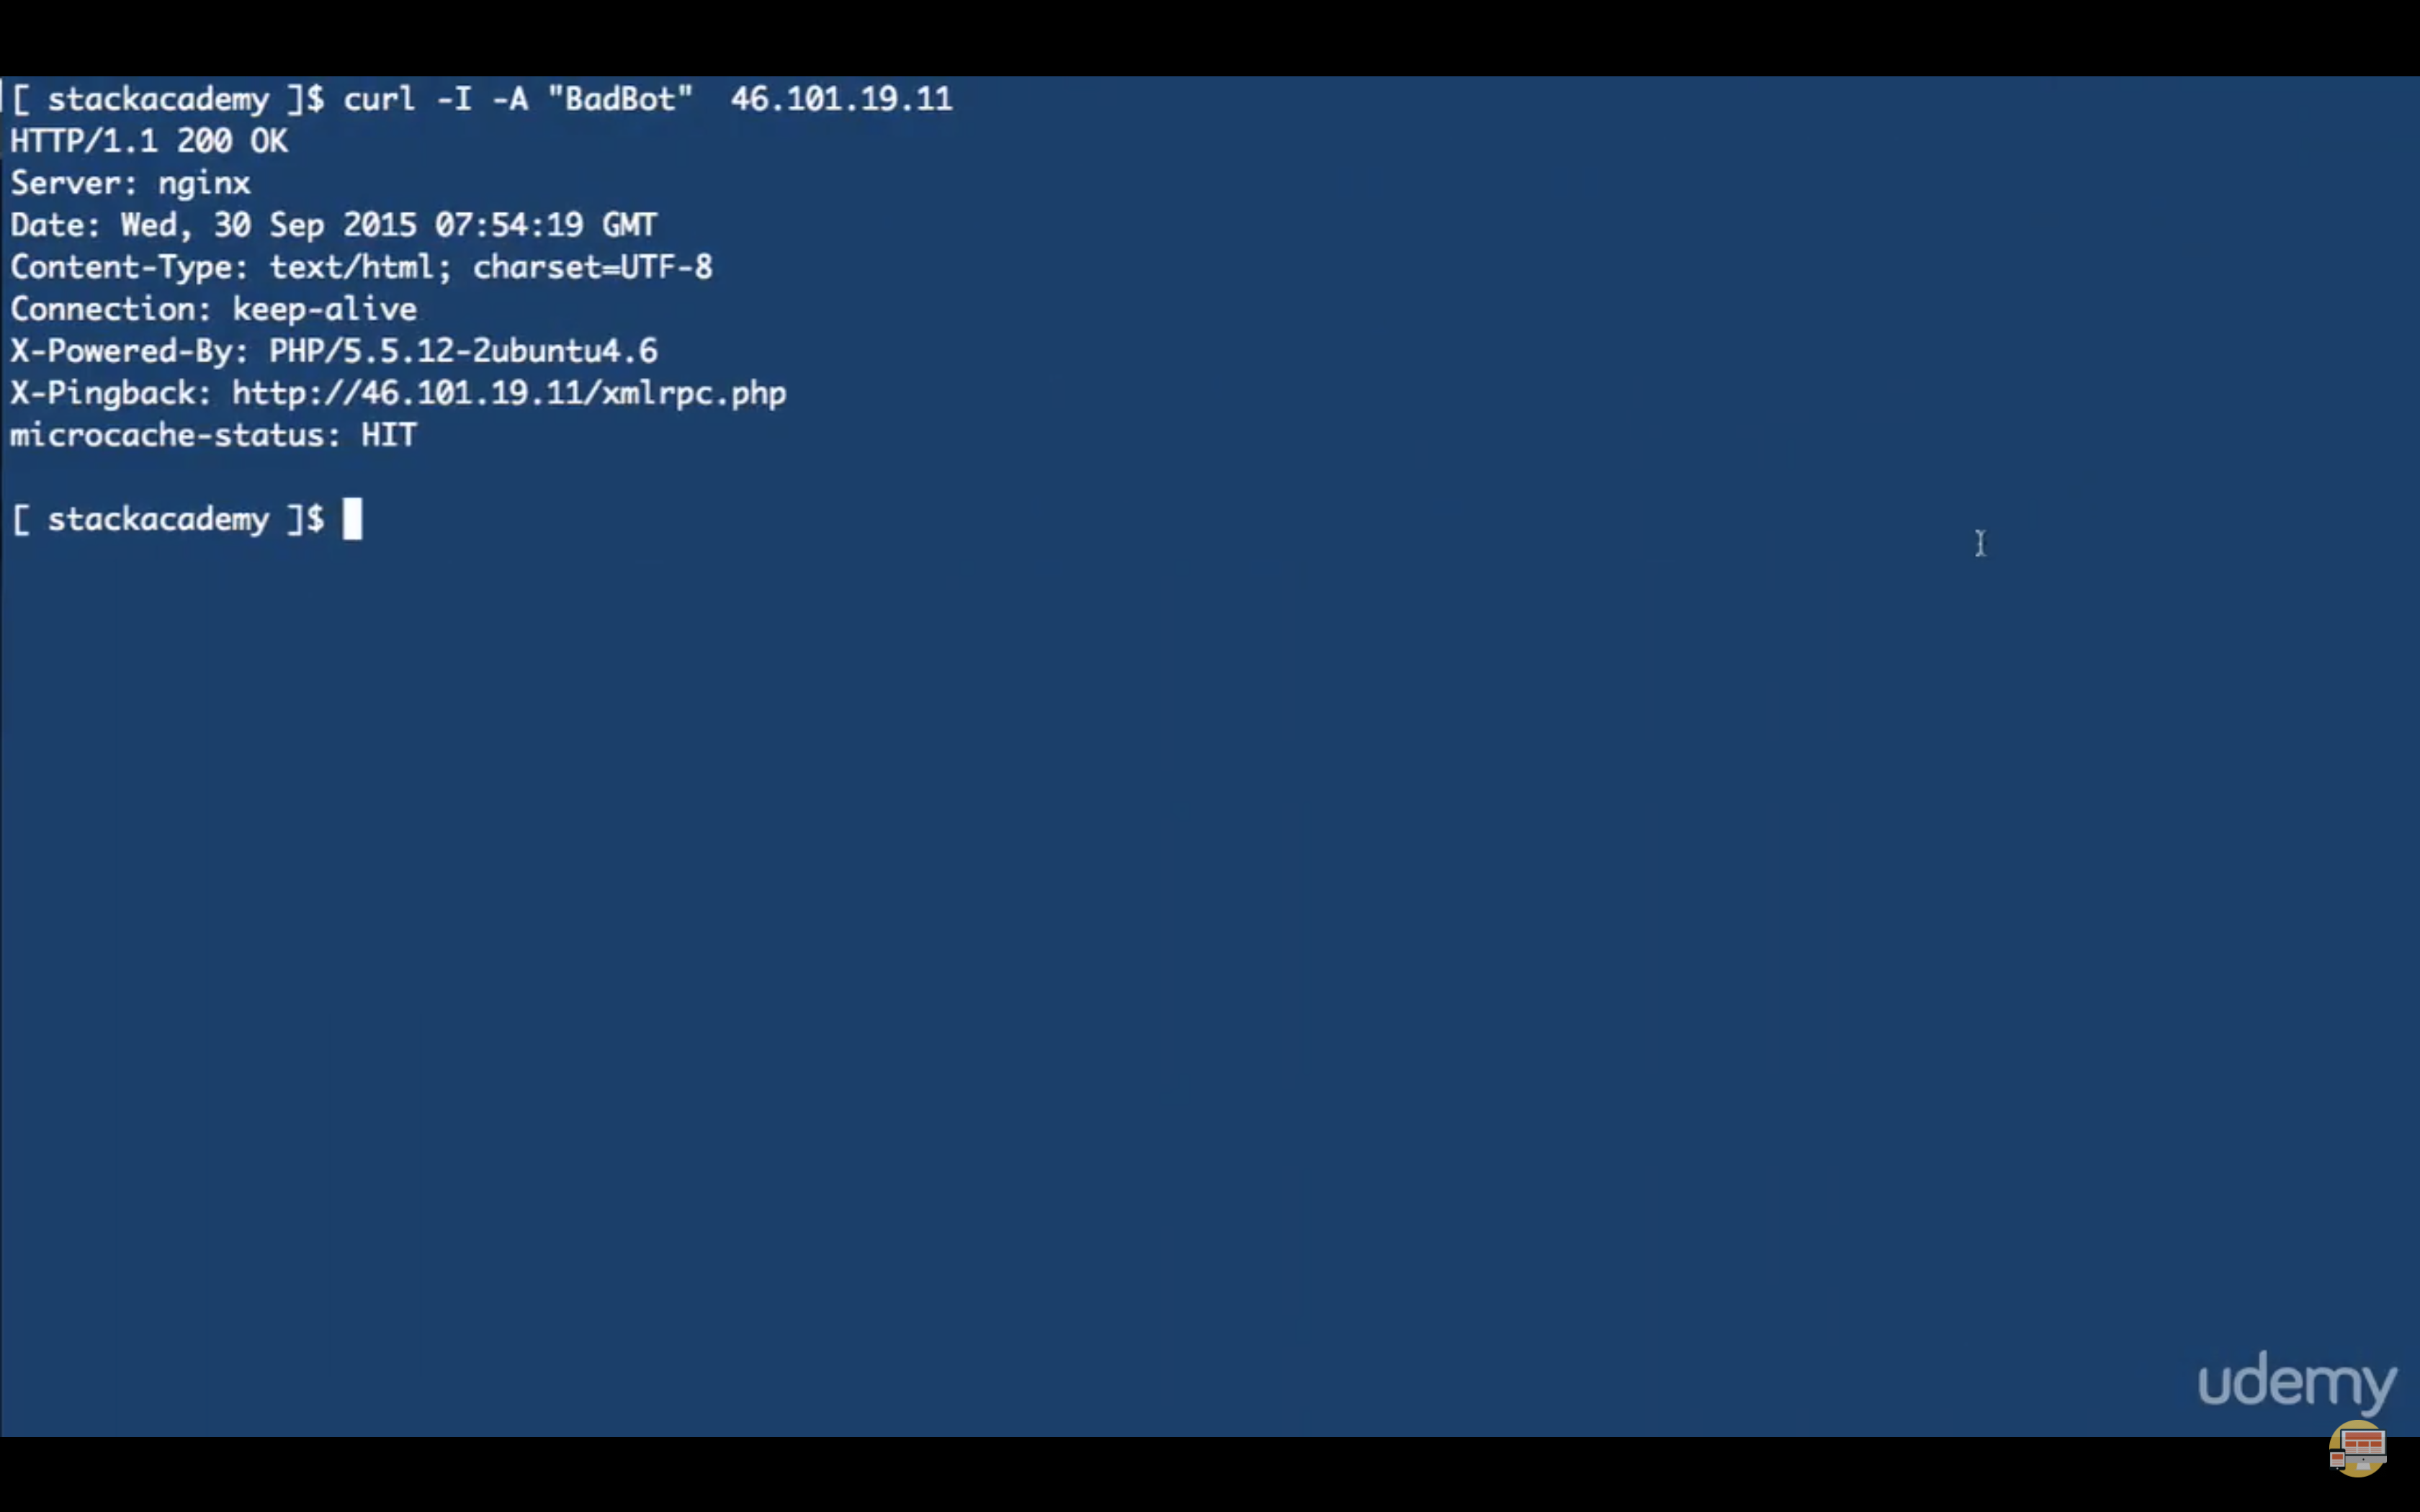 [ stackacademy ]$ curl -I -A "BadBot"  46.101.19.11
HTTP/1.1 200 OK
Server: nginx
Date: Wed, 30 Sep 2015 07:54:19 GMT
Content-Type: text/html; charset=UTF-8
Connection: keep-alive
X-Powered-By: PHP/5.5.12-2ubuntu4.6
X-Pingback: http://46.101.19.11/xmlrpc.php
microcache-status: HIT
[ stackacademy ]$
udemy